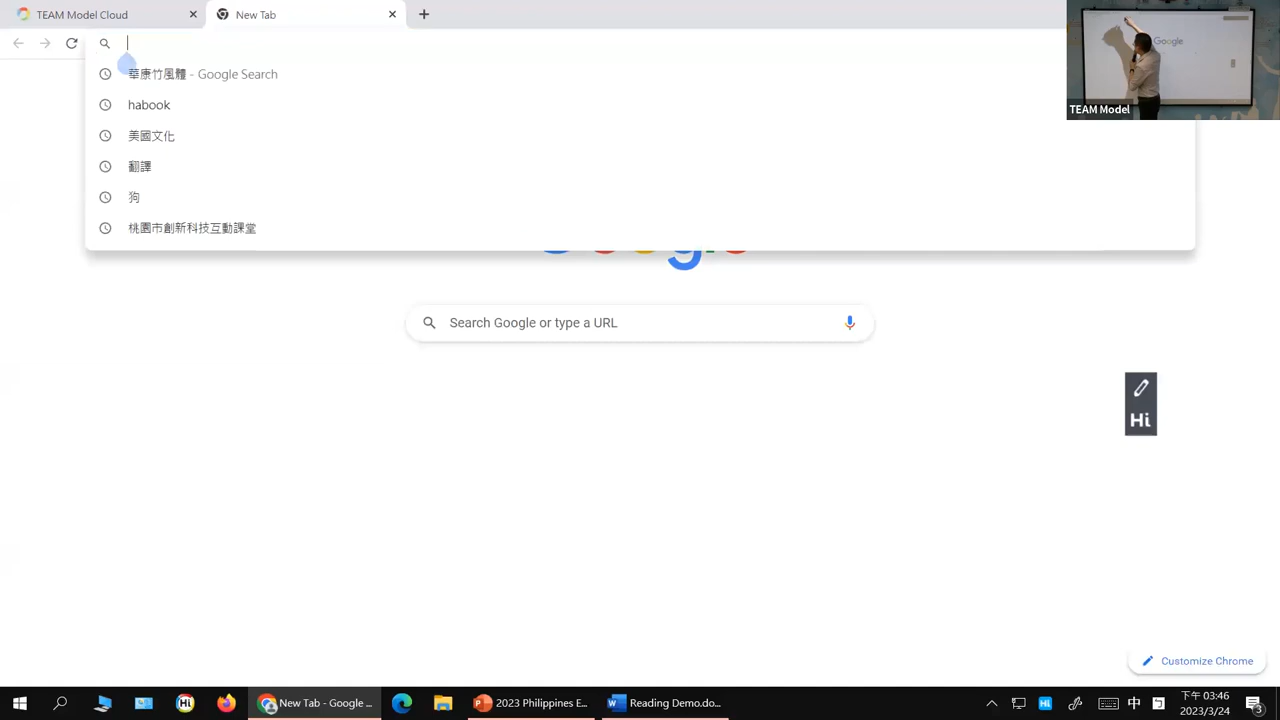 TEAM Model Cloud
New Tab
華康竹風體 - Google Search
habook
美國文化
翻譯
狗
桃園市創新科技互動課堂
Google
TEAM Model
Search Google or type a URL
Hi
Customize Chrome
Hi
New Tab - Google ...
2023 Philippines E...
Reading Demo.do...
Hi
中
ㄅ
下午 03:46
2023/3/24
3